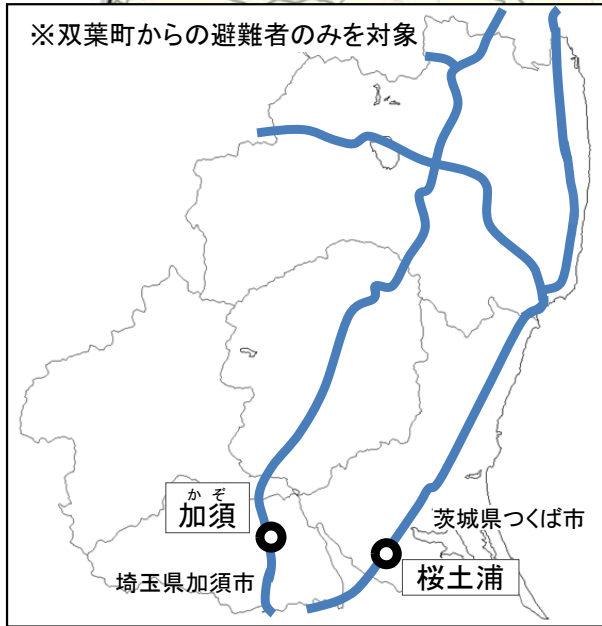 ※双葉町からの避難者のみを対象
かぞ
加須
茨城県つくば市
埼玉県加須市
桜土浦